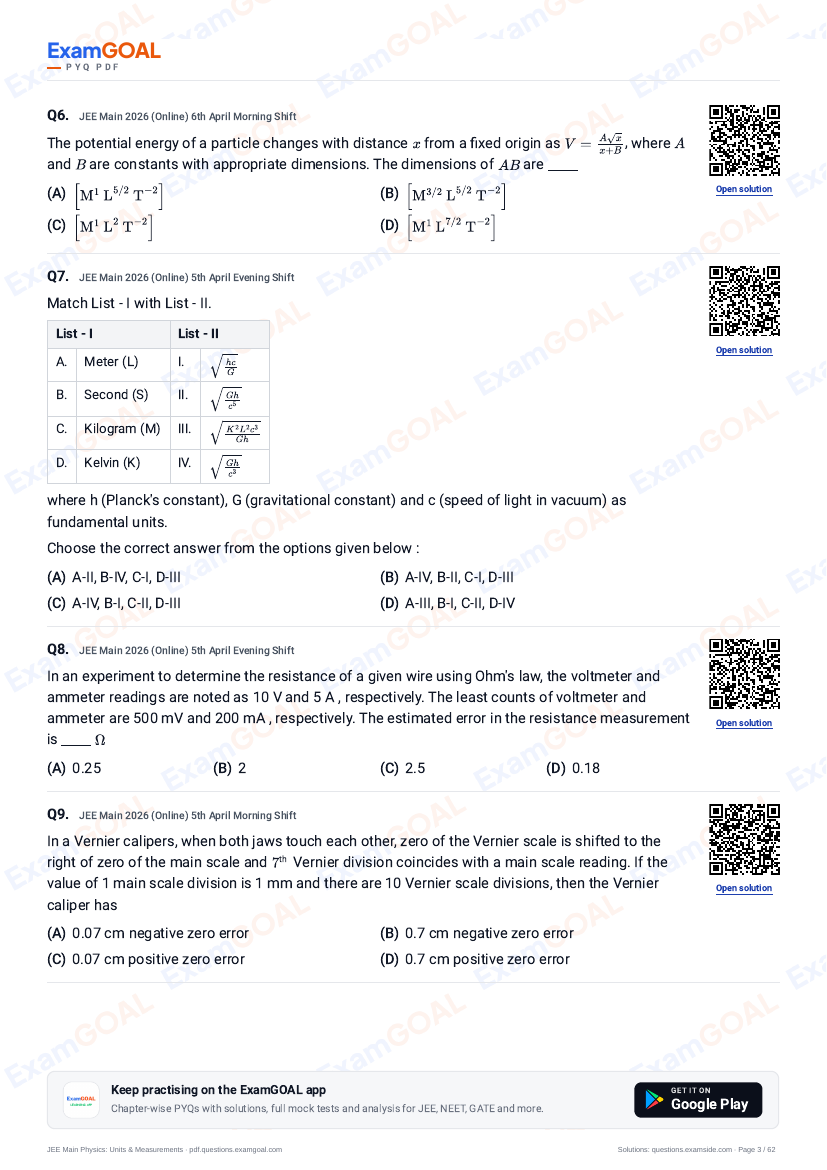 ExamGOAL
PYQ PDF
Q6. JEE Main 2026 (Online) 6th April Morning Shift
The potential energy of a particle changes with distance x from a fixed origin as V = A√x / x+B, where A
and B are constants with appropriate dimensions. The dimensions of AB are ____
Open solution
(A) [M¹ L^5/2 T⁻²]
(B) [M^3/2 L^5/2 T⁻²]
(C) [M¹ L² T⁻²]
(D) [M¹ L^7/2 T⁻²]
Q7. JEE Main 2026 (Online) 5th April Evening Shift
Match List - I with List - II.
Open solution
List - I List - II
A. Meter (L) I. √(hc/G)
B. Second (S) II. √(Gh/c⁵)
C. Kilogram (M) III. √(K²L²c³/Gh)
D. Kelvin (K) IV. √(Gh/c³)
where h (Planck's constant), G (gravitational constant) and c (speed of light in vacuum) as
fundamental units.
Choose the correct answer from the options given below :
(A) A-II, B-IV, C-I, D-III
(B) A-IV, B-II, C-I, D-III
(C) A-IV, B-I, C-II, D-III
(D) A-III, B-I, C-II, D-IV
Q8. JEE Main 2026 (Online) 5th April Evening Shift
In an experiment to determine the resistance of a given wire using Ohm's law, the voltmeter and
ammeter readings are noted as 10 V and 5 A , respectively. The least counts of voltmeter and
ammeter are 500 mV and 200 mA , respectively. The estimated error in the resistance measurement
is ____ Ω
Open solution
(A) 0.25 (B) 2 (C) 2.5 (D) 0.18
Q9. JEE Main 2026 (Online) 5th April Morning Shift
In a Vernier calipers, when both jaws touch each other, zero of the Vernier scale is shifted to the
right of zero of the main scale and 7th Vernier division coincides with a main scale reading. If the
value of 1 main scale division is 1 mm and there are 10 Vernier scale divisions, then the Vernier
caliper has
Open solution
(A) 0.07 cm negative zero error
(B) 0.7 cm negative zero error
(C) 0.07 cm positive zero error
(D) 0.7 cm positive zero error
ExamGOAL
Keep practising on the ExamGOAL app
Chapter-wise PYQs with solutions, full mock tests and analysis for JEE, NEET, GATE and more.
GET IT ON
Google Play
JEE Main Physics: Units & Measurements · pdf.questions.examgoal.com
Solutions: questions.examside.com · Page 3 / 62